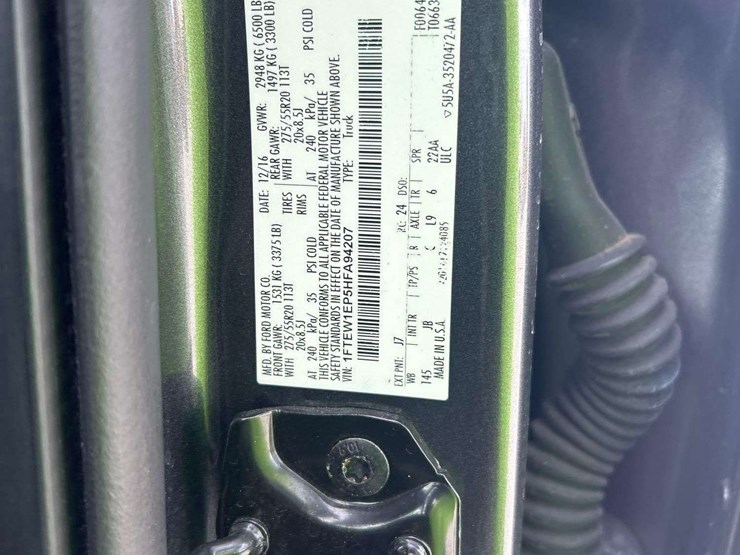 MFD. BY FORD MOTOR CO. DATE: 12/16 GVWR: 2948 KG ( 6500 LB
FRONT GAWR: 1531 KG ( 3375 LB) REAR GAWR: 1497 KG ( 3300 LB)
WITH 275/55R20 113T TIRES WITH 275/55R20 113T
20x8.5J RIMS 20x8.5J
AT 240 kPa/ 35 PSI COLD AT 240 kPa/ 35 PSI COLD
THIS VEHICLE CONFORMS TO ALL APPLICABLE FEDERAL MOTOR VEHICLE
SAFETY STANDARDS IN EFFECT ON THE DATE OF MANUFACTURE SHOWN ABOVE.
VIN: 1FTEW1EP5HFA94207 TYPE: Truck
EXT PNT: J7 RC: 24 DSO: F0064
WB INT TR TP/PS R AXLE TR SPR T0663
145 JB C L9 6 22AA
MADE IN U.S.A. ULC 5U5A-3520472-AA